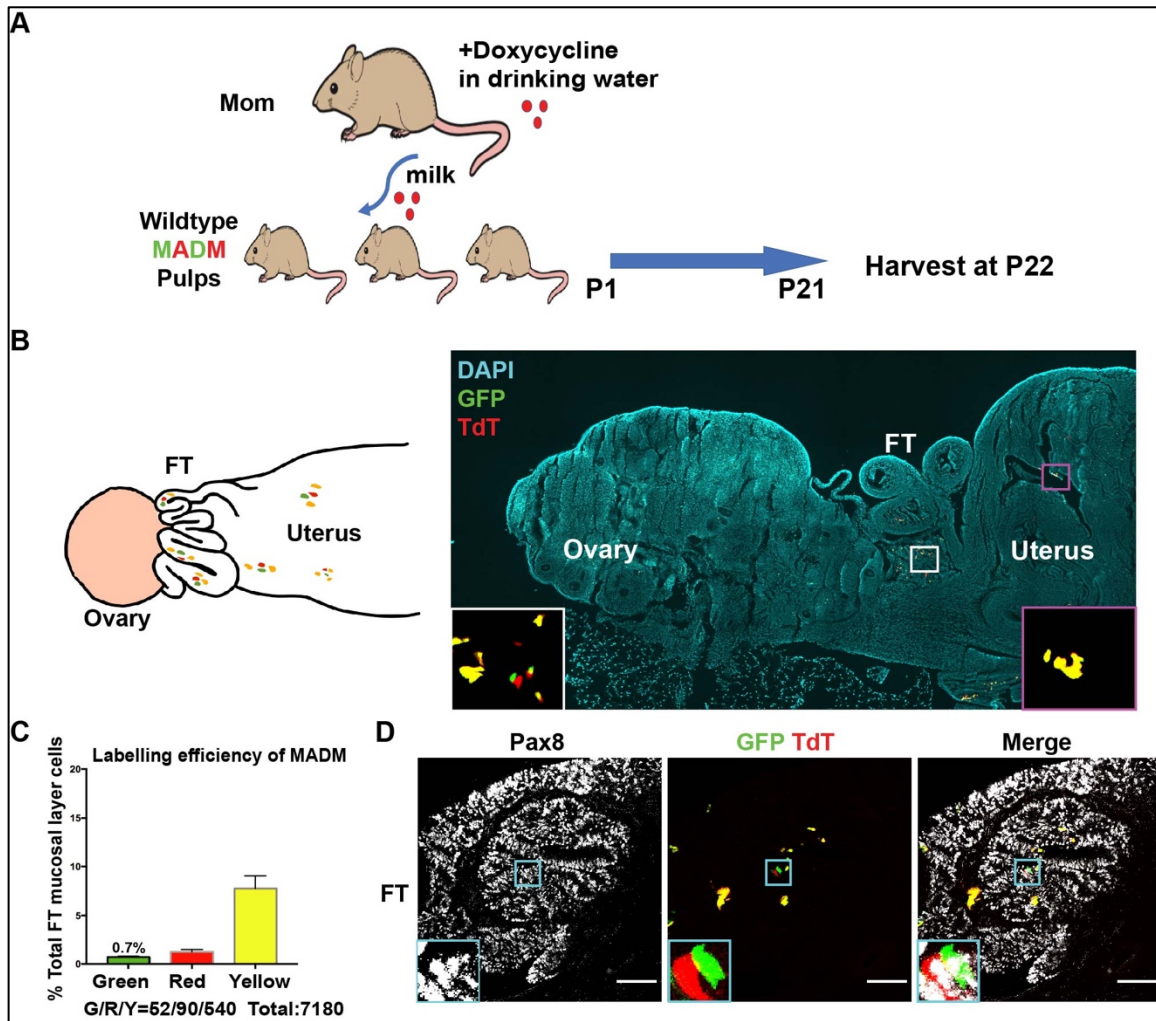 A
Mom
+Doxycycline
in drinking water
milk
Wildtype
MADM
Pulps
P1
P21
Harvest at P22
B
FT
Uterus
Ovary
DAPI
GFP
TdT
FT
Ovary
Uterus
C
Labelling efficiency of MADM
% Total FT mucosal layer cells
20
15
10
5
0
0.7%
Green Red Yellow
G/R/Y=52/90/540 Total:7180
D
Pax8
GFP TdT
Merge
FT